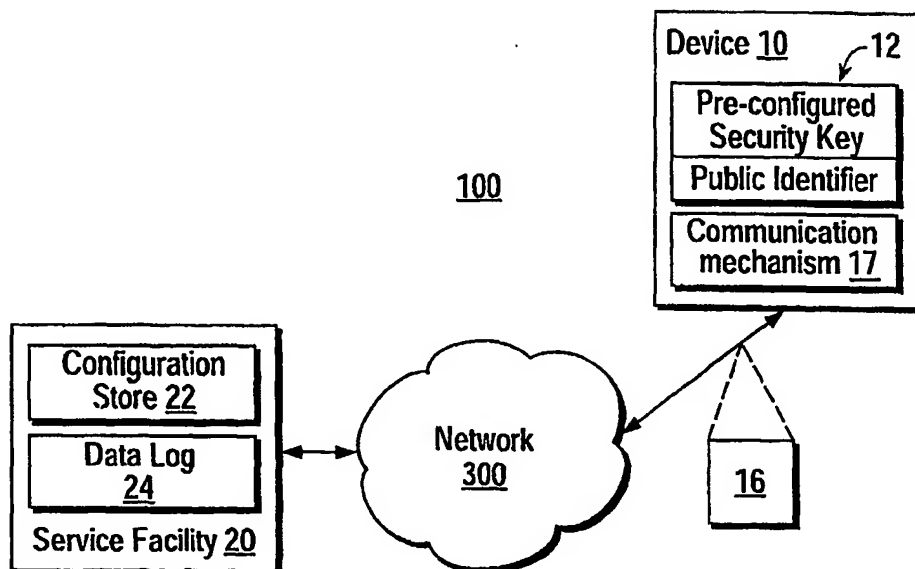 Device 10
12
Pre-configured
Security Key
Public Identifier
Communication
mechanism 17
100
Configuration
Store 22
Data Log
24
Service Facility 20
Network
300
16